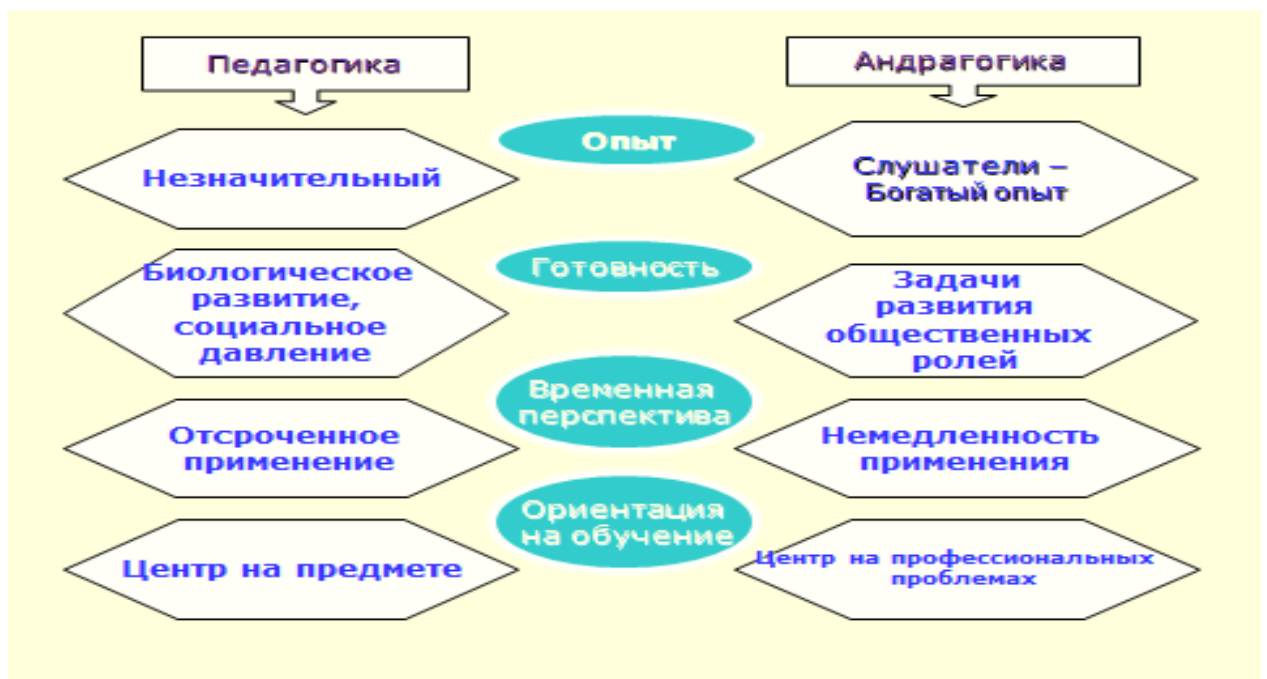 Педагогика
Андрагогика
Опыт
Незначительный
Слушатели –
Богатый опыт
Готовность
Биологическое
развитие,
социальное
давление
Задачи
развития
общественных
ролей
Временная
перспектива
Отсроченное
применение
Немедленность
применения
Ориентация
на обучение
Центр на предмете
Центр на профессиональных
проблемах